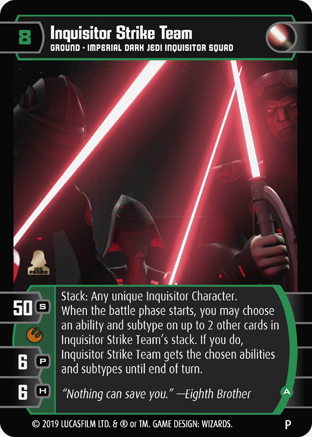 8
Inquisitor Strike Team
GROUND - IMPERIAL DARK JEDI INQUISITOR SQUAD
50 S
6 P
6 H
Stack: Any unique Inquisitor Character.
When the battle phase starts, you may choose
an ability and subtype on up to 2 other cards in
Inquisitor Strike Team's stack. If you do,
Inquisitor Strike Team gets the chosen abilities
and subtypes until end of turn.
"Nothing can save you." —Eighth Brother
A
© 2019 LUCASFILM LTD. & ® or TM. GAME DESIGN: WIZARDS.
P